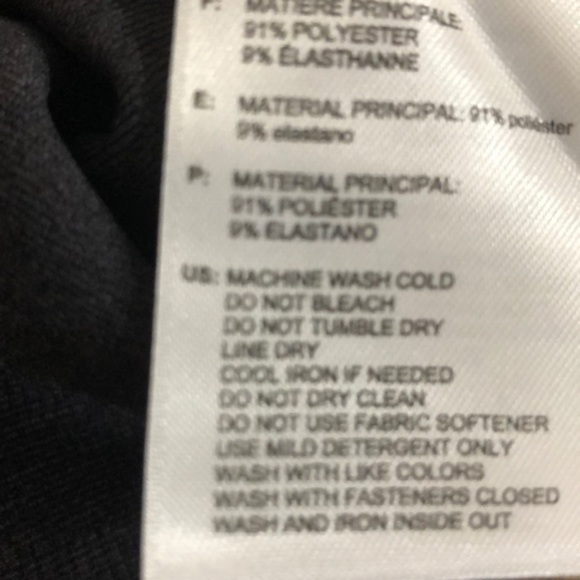 F: MATIÈRE PRINCIPALE:
91% POLYESTER
9% ÉLASTHANNE
E: MATERIAL PRINCIPAL: 91% poliéster
9% elastano
P: MATERIAL PRINCIPAL:
91% POLIÉSTER
9% ELASTANO
US: MACHINE WASH COLD
DO NOT BLEACH
DO NOT TUMBLE DRY
LINE DRY
COOL IRON IF NEEDED
DO NOT DRY CLEAN
DO NOT USE FABRIC SOFTENER
USE MILD DETERGENT ONLY
WASH WITH LIKE COLORS
WASH WITH FASTENERS CLOSED
WASH AND IRON INSIDE OUT